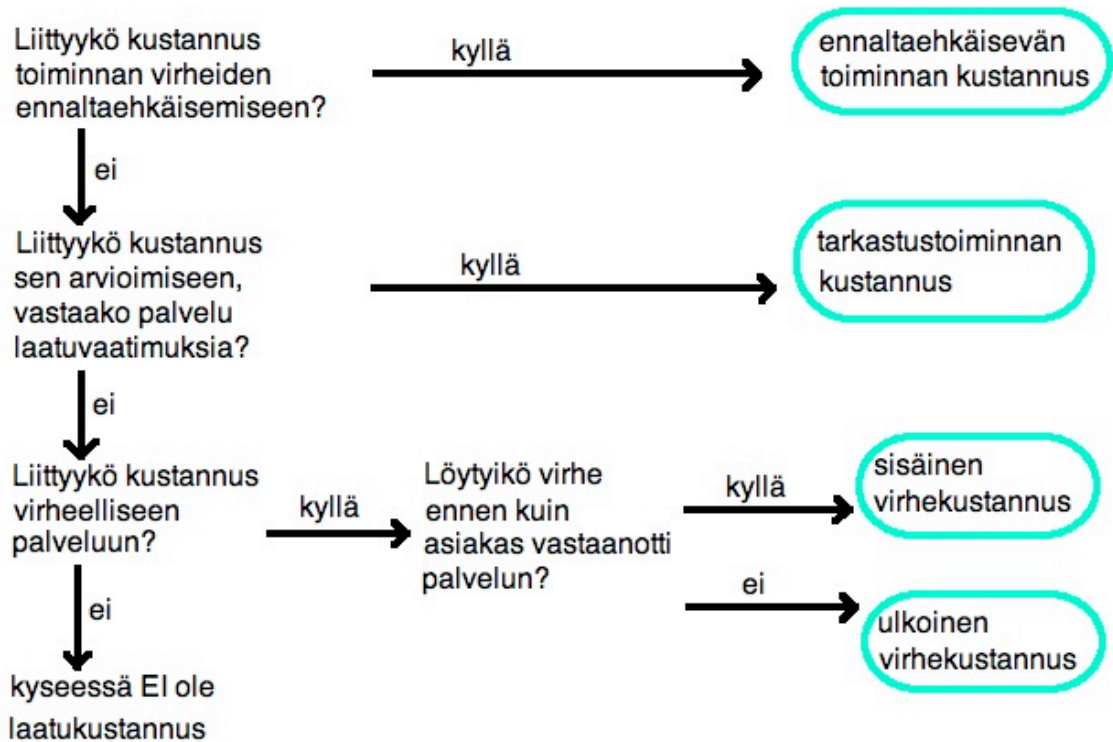 Liittyykö kustannus
toiminnan virheiden
ennaltaehkäisemiseen?
kyllä
ennaltaehkäisevän
toiminnan kustannus
ei
Liittyykö kustannus
sen arvioimiseen,
vastaako palvelu
laatuvaatimuksia?
kyllä
tarkastustoiminnan
kustannus
ei
Liittyykö kustannus
virheelliseen
palveluun?
kyllä
Löytyikö virhe
ennen kuin
asiakas vastaanotti
palvelun?
kyllä
sisäinen
virhekustannus
ei
ulkoinen
virhekustannus
ei
kyseessä EI ole
laatukustannus